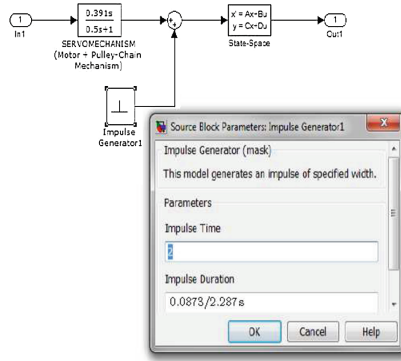 1
In1
0.391s
0.5s+1
SERVOMECHANISM
(Motor + Pulley-Chain
Mechanism)
x' = Ax-Bu
y = Cx-Du
State-Space
1
Out1
Impulse
Generator1
Source Block Parameters: Impulse Generator1
Impulse Generator (mask)
This model generates an impulse of specified width.
Parameters
Impulse Time
2
Impulse Duration
0.0873/2.287s
OK
Cancel
Help